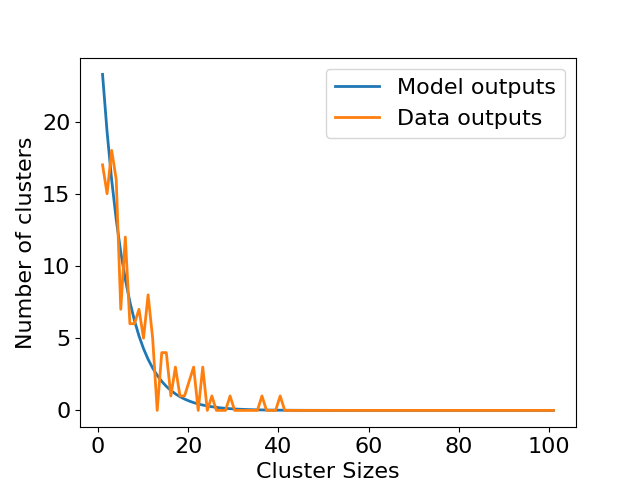 Model outputs
Data outputs
Number of clusters
20
15
10
5
0
0 20 40 60 80 100
Cluster Sizes